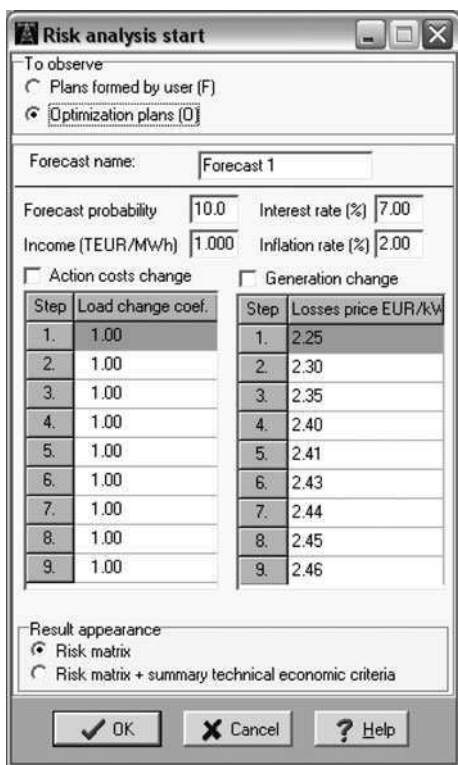 Risk analysis start
To observe
Plans formed by user (F)
Optimization plans (O)
Forecast name: Forecast 1
Forecast probability 10.0 Interest rate (%) 7.00
Income (TEUR/MWh) 1.000 Inflation rate (%) 2.00
Action costs change Generation change
Step Load change coef. Step Losses price EUR/kW
1. 1.00 1. 2.25
2. 1.00 2. 2.30
3. 1.00 3. 2.35
4. 1.00 4. 2.40
5. 1.00 5. 2.41
6. 1.00 6. 2.43
7. 1.00 7. 2.44
8. 1.00 8. 2.45
9. 1.00 9. 2.46
Result appearance
Risk matrix
Risk matrix + summary technical economic criteria
OK Cancel Help